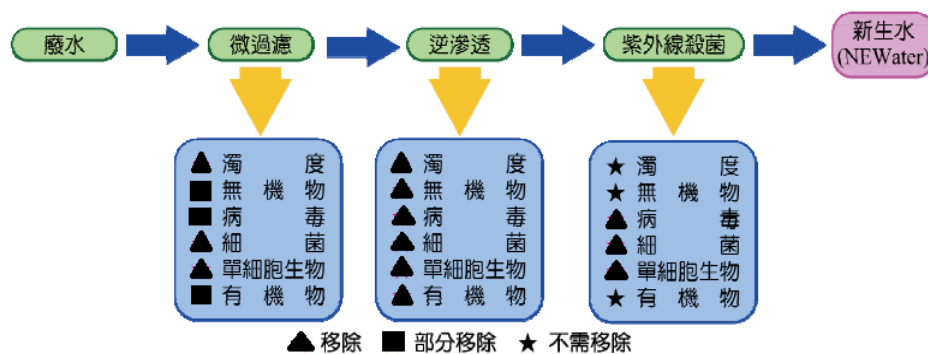 廢水
微過濾
逆滲透
紫外線殺菌
新生水
(NEWater)
▲ 濁度
■ 無機物
■ 病毒
▲ 細菌
▲ 單細胞生物
■ 有機物
▲ 濁度
▲ 無機物
▲ 病毒
▲ 細菌
▲ 單細胞生物
▲ 有機物
★ 濁度
★ 無機物
▲ 病毒
▲ 細菌
▲ 單細胞生物
★ 有機物
▲ 移除 ■ 部分移除 ★ 不需移除